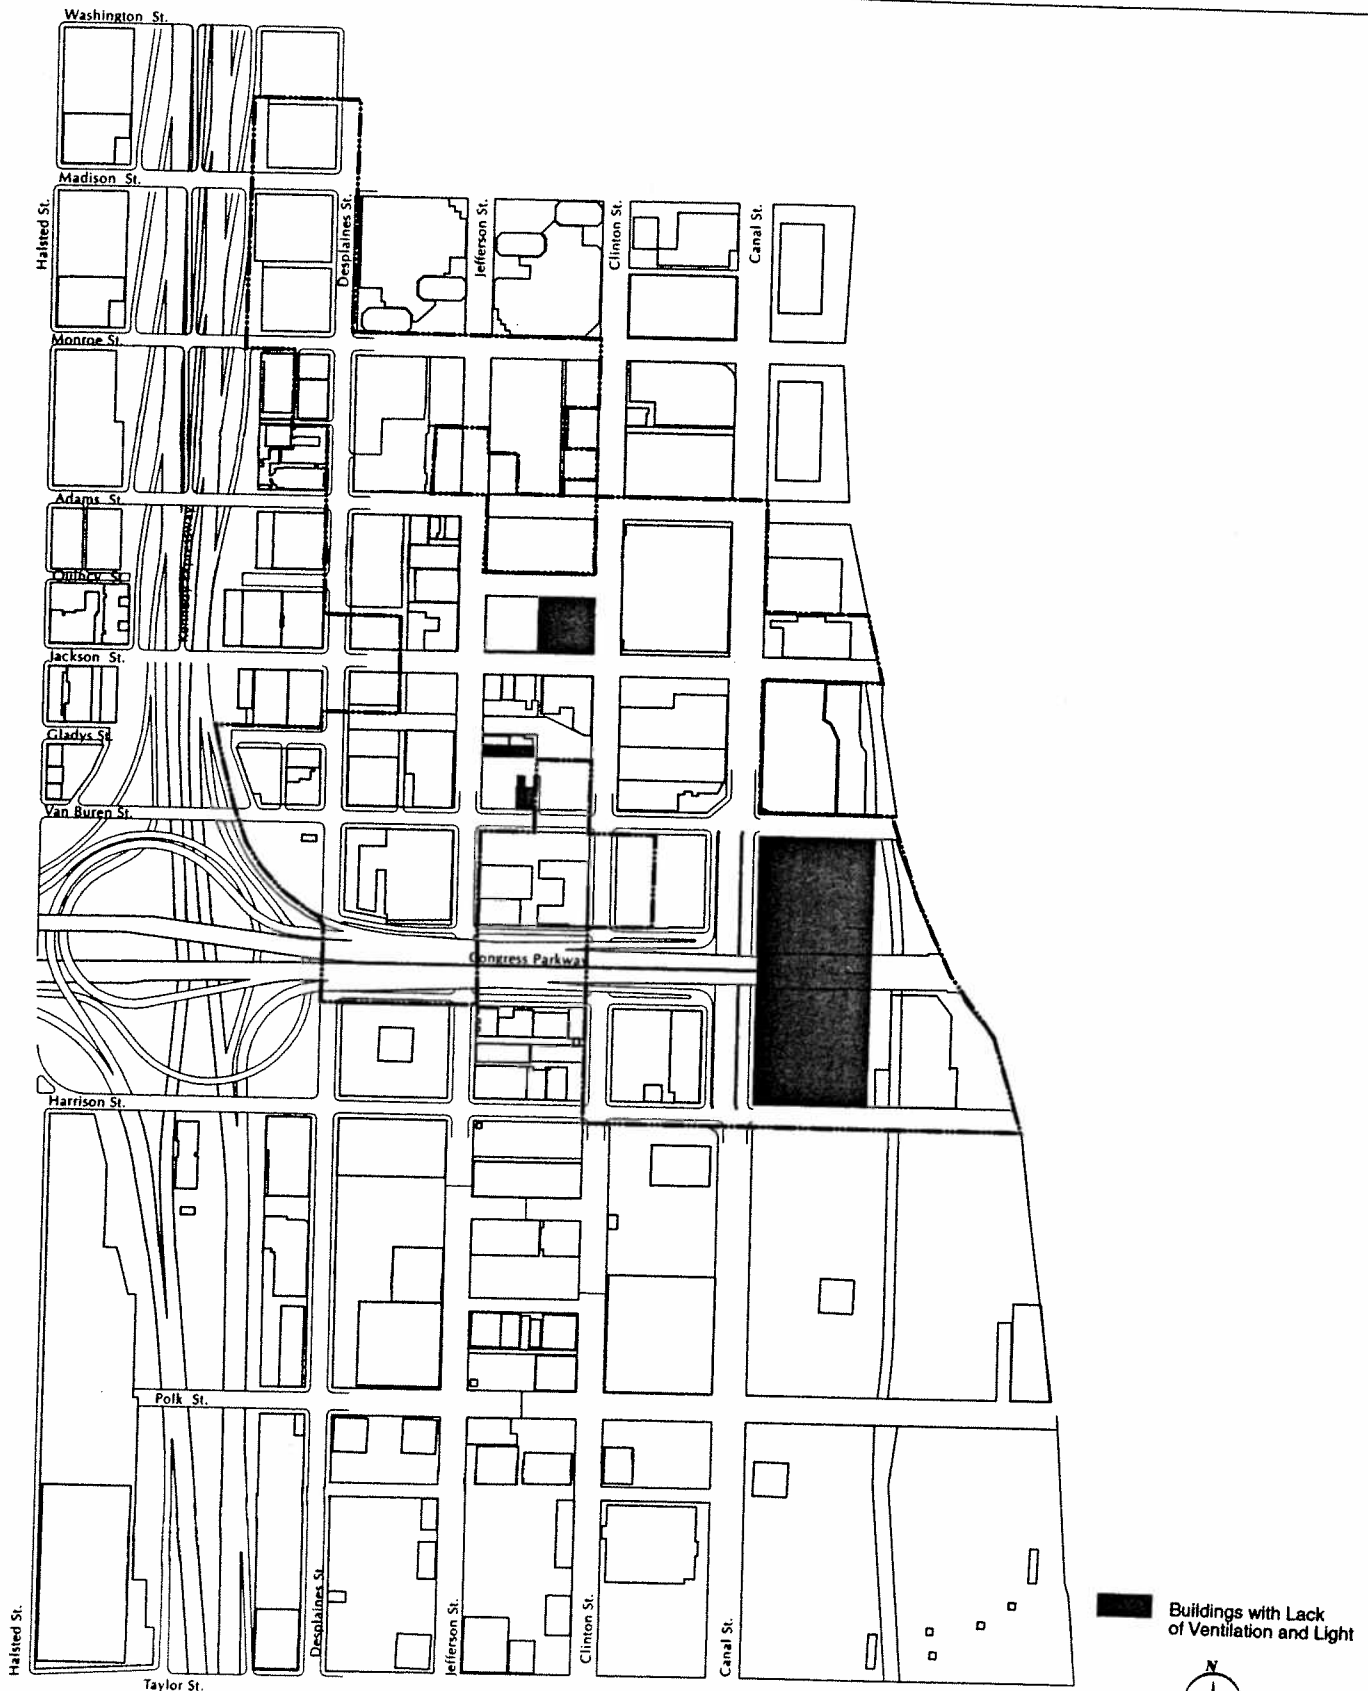 Washington St.
Madison St.
Halsted St.
Desplaines St.
Jefferson St.
Clinton St.
Canal St.
Monroe St.
Adams St.
Kennedy Expressway
Quincy St.
Jackson St.
Gladys St.
Van Buren St.
Congress Parkway
Harrison St.
Polk St.
Halsted St.
Desplaines St.
Jefferson St.
Clinton St.
Canal St.
Taylor St.
Buildings with Lack
of Ventilation and Light
N